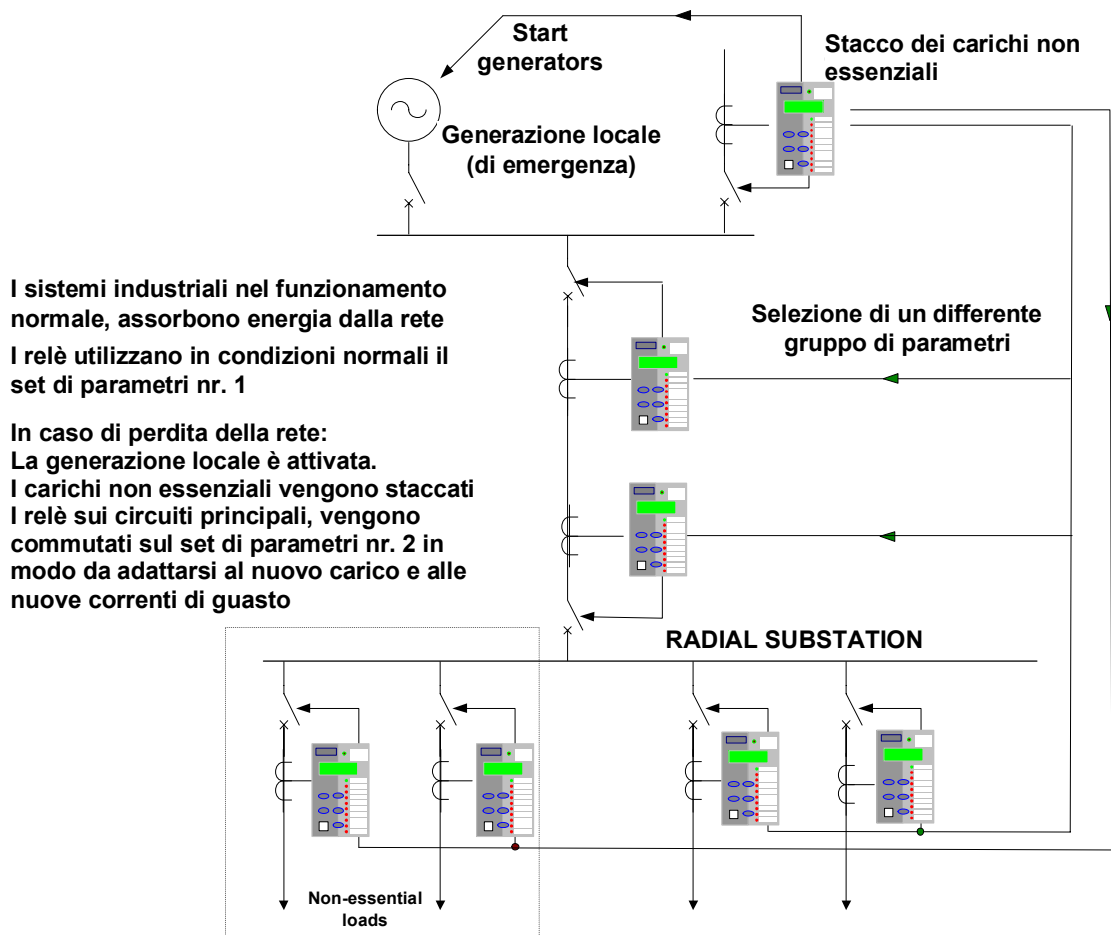 Start
generators
Stacco dei carichi non
essenziali
Generazione locale
(di emergenza)
I sistemi industriali nel funzionamento
normale, assorbono energia dalla rete
I relè utilizzano in condizioni normali il
set di parametri nr. 1
Selezione di un differente
gruppo di parametri
In caso di perdita della rete:
La generazione locale è attivata.
I carichi non essenziali vengono staccati
I relè sui circuiti principali, vengono
commutati sul set di parametri nr. 2 in
modo da adattarsi al nuovo carico e alle
nuove correnti di guasto
RADIAL SUBSTATION
Non-essential
loads